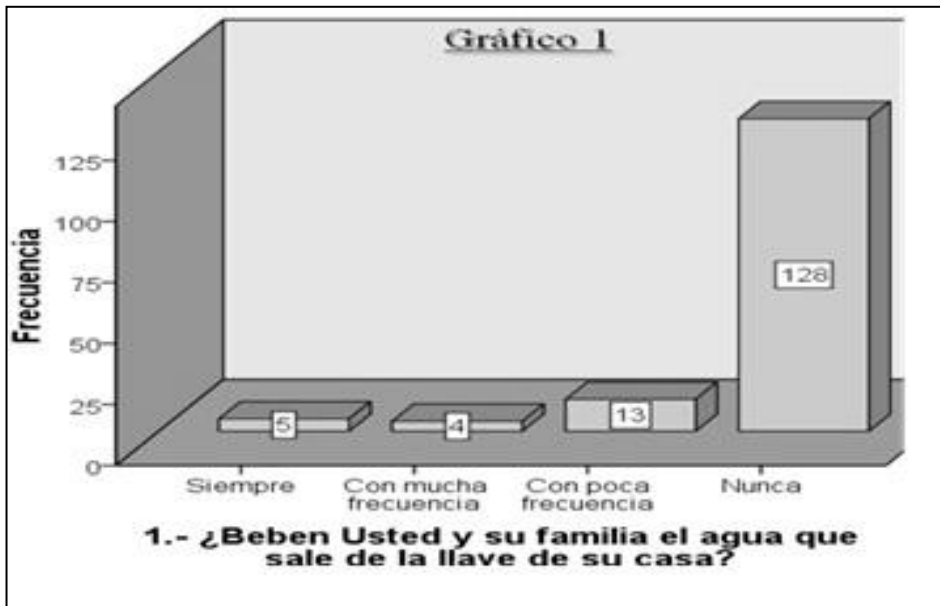 Gráfico 1
Frecuencia
125
100
75
50
25
0
5
4
13
128
Siempre
Con mucha
frecuencia
Con poca
frecuencia
Nunca
1.- ¿Beben Usted y su familia el agua que
sale de la llave de su casa?